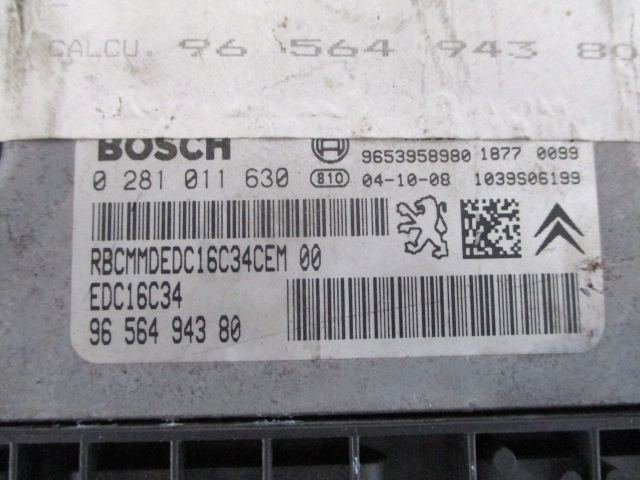 CALCU. 96 564 943 80
BOSCH 9653958980 1877 0099
0 281 011 630 810 04-10-08 1039S06199
RBCMMDEDC16C34CEM 00
EDC16C34
96 564 943 80